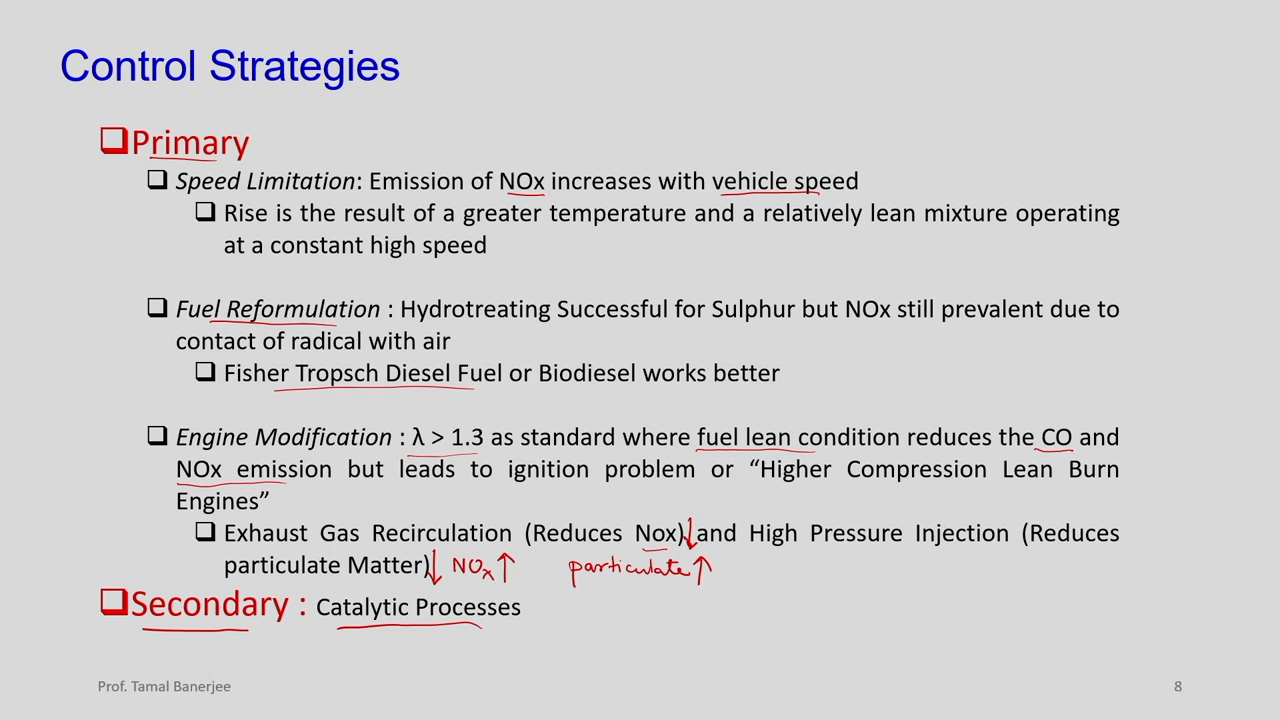 Control Strategies
Primary
Speed Limitation: Emission of NOx increases with vehicle speed
Rise is the result of a greater temperature and a relatively lean mixture operating
at a constant high speed
Fuel Reformulation : Hydrotreating Successful for Sulphur but NOx still prevalent due to
contact of radical with air
Fisher Tropsch Diesel Fuel or Biodiesel works better
Engine Modification : λ > 1.3 as standard where fuel lean condition reduces the CO and
NOx emission but leads to ignition problem or “Higher Compression Lean Burn
Engines”
Exhaust Gas Recirculation (Reduces Nox)↓and High Pressure Injection (Reduces
particulate Matter)↓ NOx↑ particulate↑
Secondary : Catalytic Processes
Prof. Tamal Banerjee 8